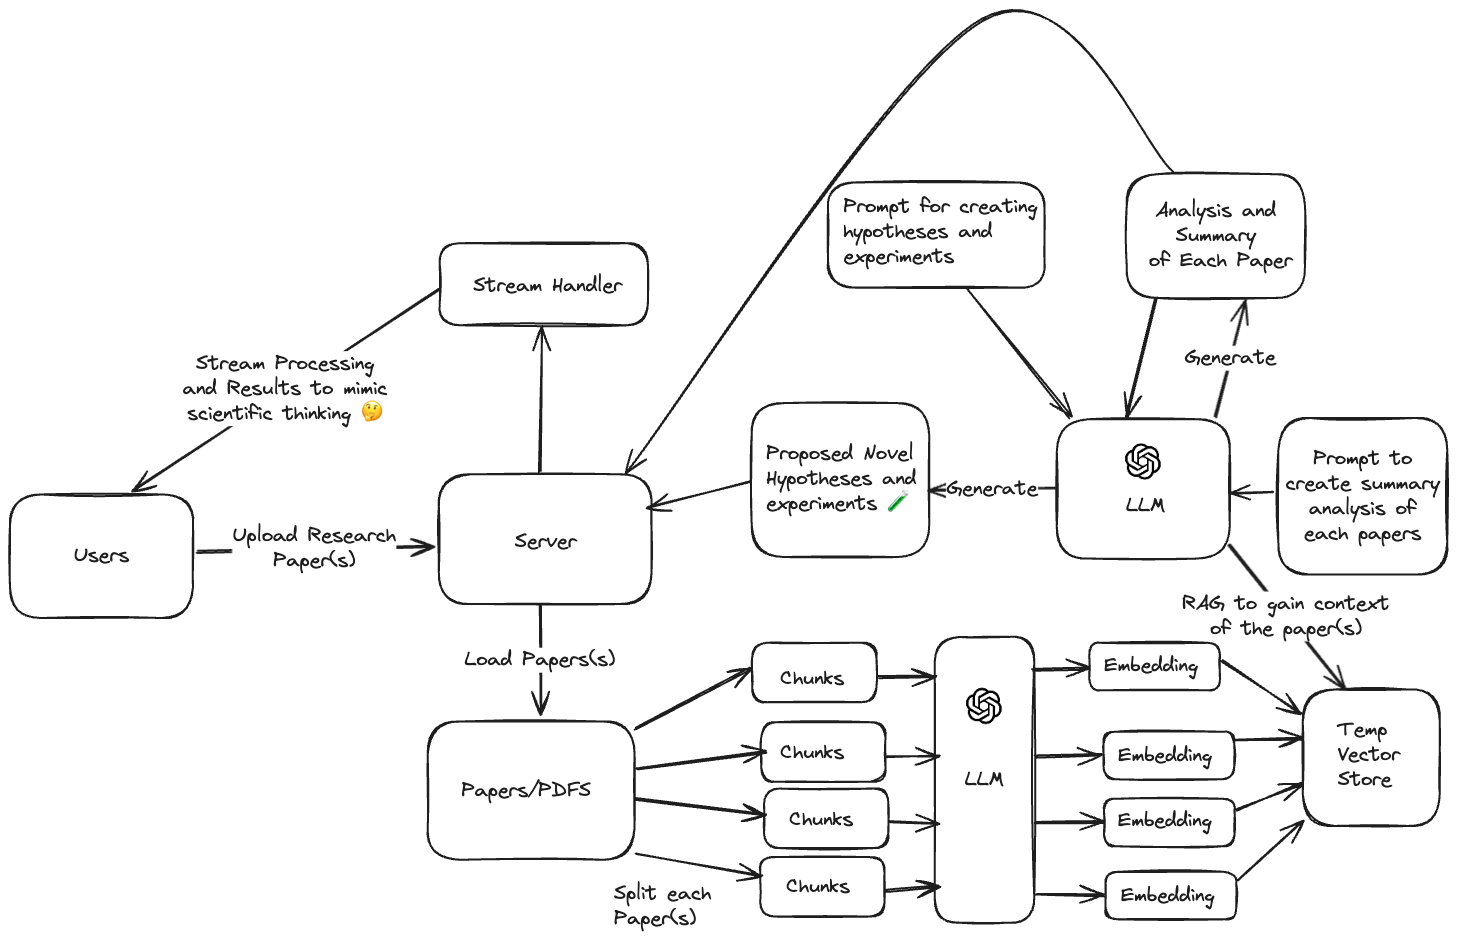 Prompt for creating
hypotheses and
experiments
Analysis and
Summary
of Each Paper
Stream Handler
Stream Processing
and Results to mimic
scientific thinking 🤔
Generate
Proposed Novel
Hypotheses and
experiments 🧪
Generate
LLM
Prompt to
create summary
analysis of
each papers
Users
Upload Research
Paper(s)
Server
RAG to gain context
of the paper(s)
Load Papers(s)
Chunks
Embedding
Papers/PDFS
Chunks
LLM
Embedding
Temp
Vector
Store
Chunks
Embedding
Chunks
Embedding
Split each
Paper(s)